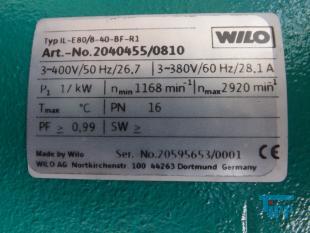 Typ IL-E80/8-40-BF-R1
WILO
Art.-No. 2040455/0810
3~400V/50 Hz/26,7 3~380V/60 Hz/28,1 A
P1 17 kW nmin 1168 min-1 nmax 2920 min-1
Tmax °C PN 16
PF ≥ 0,99 SW ≥
Made by Wilo Ser. No.20595653/0001 CE
WILO AG Nortkirchenstr. 100 44263 Dortmund Germany